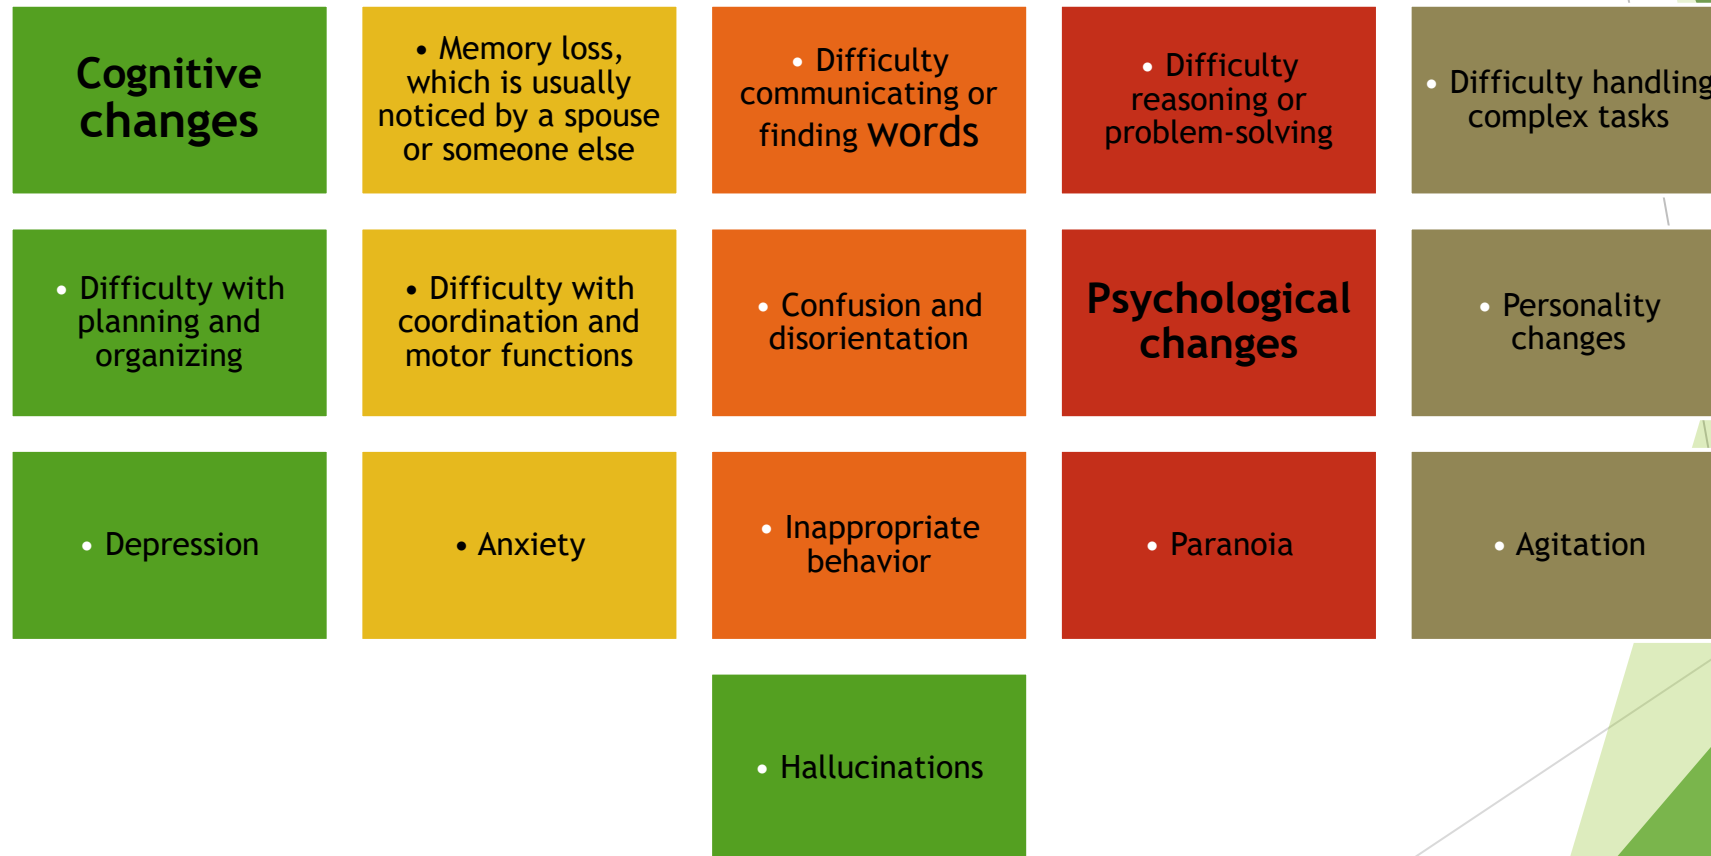 Cognitive
changes
• Memory loss,
which is usually
noticed by a spouse
or someone else
• Difficulty
communicating or
finding words
• Difficulty
reasoning or
problem-solving
• Difficulty handling
complex tasks
• Difficulty with
planning and
organizing
• Difficulty with
coordination and
motor functions
• Confusion and
disorientation
Psychological
changes
• Personality
changes
• Depression
• Anxiety
• Inappropriate
behavior
• Paranoia
• Agitation
• Hallucinations